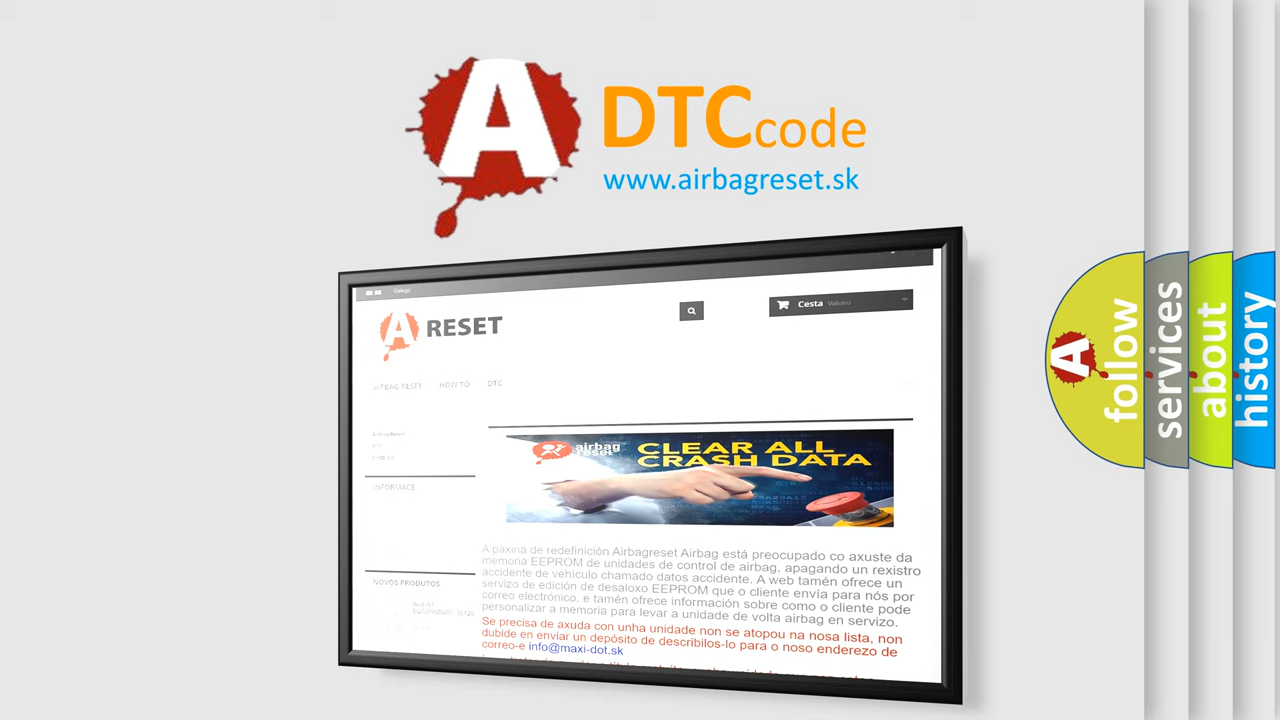 A
DTCcode
www.airbagreset.sk
Galego
A RESET
Cesta Valeiro
AIRBAG RESET HOW TO DTC
airbag
reset
CLEAR ALL
CRASH DATA
INFORMACE
A páxina de redefinición Airbagreset Airbag está preocupado co axuste da
memoria EEPROM de unidades de control de airbag, apagando un rexistro
accidente de vehículo chamado datos accidente. A web tamén ofrece un
servizo de edición de desaloxo EEPROM que o cliente envía para nós por
correo electrónico, e tamén ofrece información sobre como o cliente pode
personalizar a memoria para levar a unidade de volta airbag en servizo.
NOVOS PRODUTOS
Se precisa de axuda con unha unidade non se atopou na nosa lista, non
dubide en enviar un depósito de describilos-lo para o noso enderezo de
correo-e info@maxi-dot.sk
A
follow
services
about
history